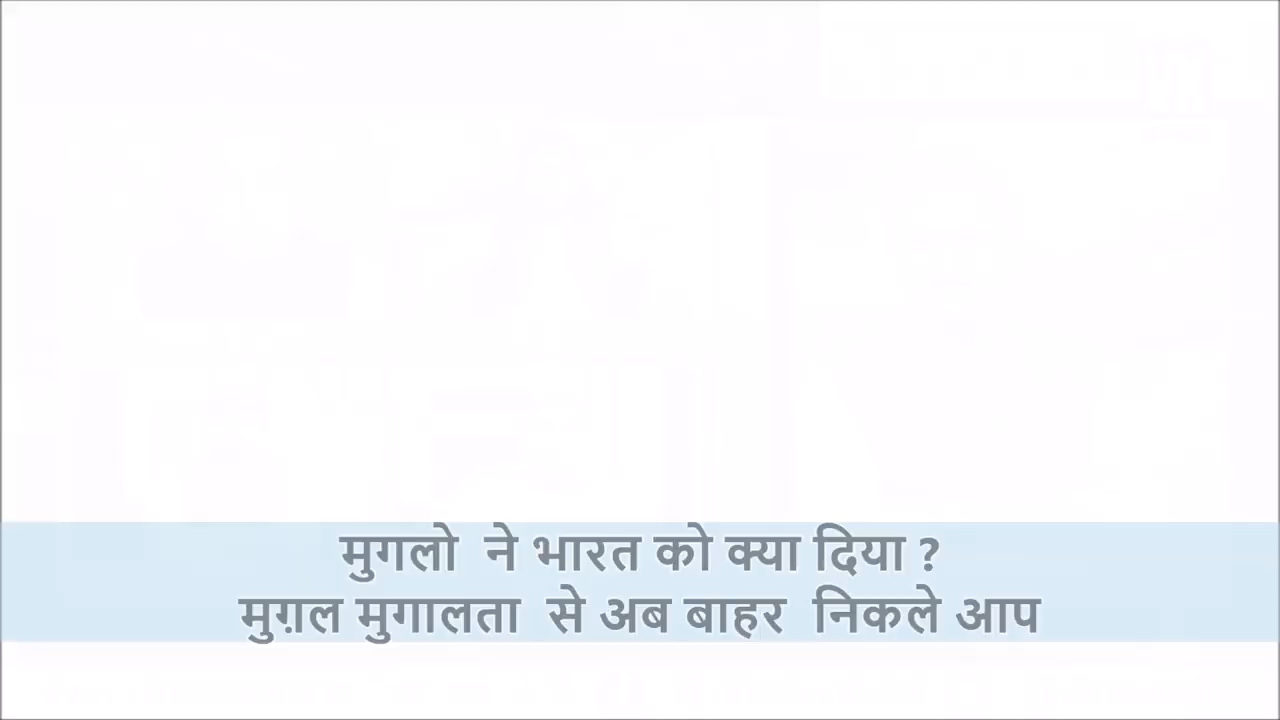 मुगलो ने भारत को क्या दिया ?
मुग़ल मुगालता से अब बाहर निकले आप